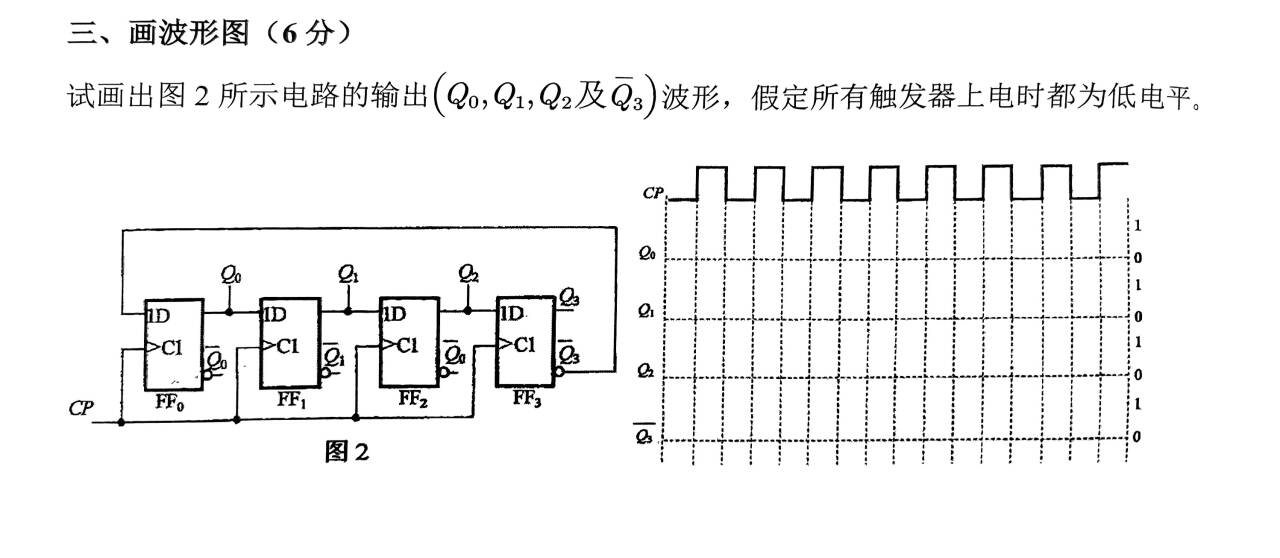 三、画波形图（6 分）
试画出图 2 所示电路的输出(Q₀, Q₁, Q₂及Q̅₃)波形，假定所有触发器上电时都为低电平。
Q₀ Q₁ Q₂ Q₃
1D 1D 1D 1D
C1 C1 C1 C1
Q̅₀ Q̅₁ Q̅₀ Q̅₃
FF₀ FF₁ FF₂ FF₃
CP
图 2
CP
1
Q₀ 0
1
Q₁ 0
1
Q₂ 0
1
Q̅₃ 0